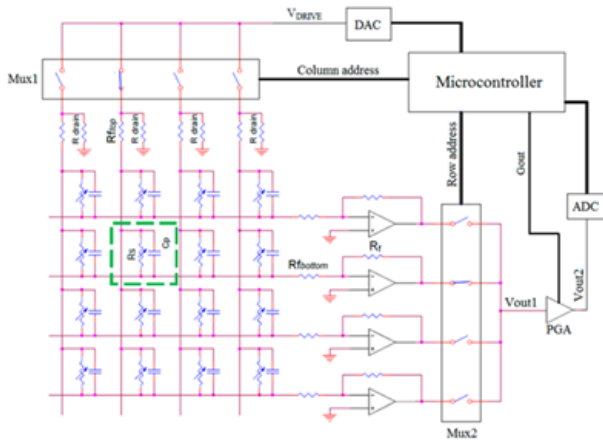 V_DRIVE
DAC
Mux1
Column address
Microcontroller
R drain
Rftop
R drain
R drain
R drain
Row address
Gout
ADC
Rs
Cp
Rf
Rfbottom
Vout1
PGA
Vout2
Mux2